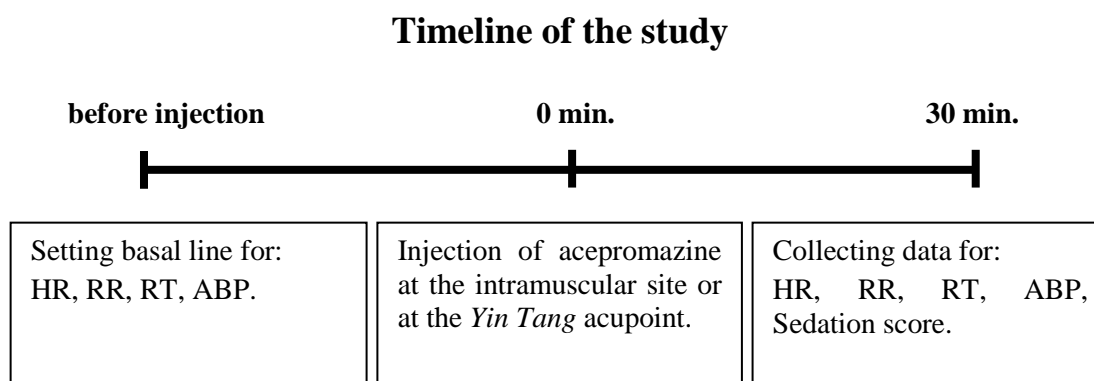 Timeline of the study
before injection 0 min. 30 min.
Setting basal line for:
HR, RR, RT, ABP.
Injection of acepromazine
at the intramuscular site or
at the Yin Tang acupoint.
Collecting data for:
HR, RR, RT, ABP,
Sedation score.